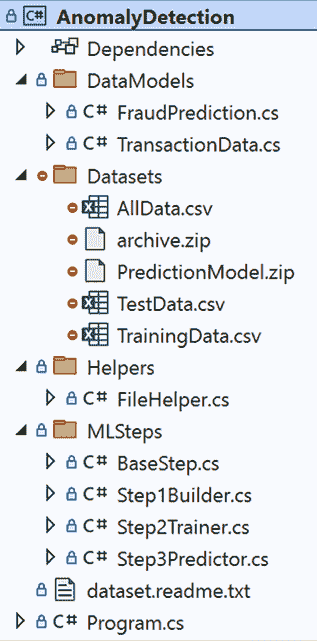 C# AnomalyDetection
Dependencies
DataModels
C# FraudPrediction.cs
C# TransactionData.cs
Datasets
AllData.csv
archive.zip
PredictionModel.zip
TestData.csv
TrainingData.csv
Helpers
C# FileHelper.cs
MLSteps
C# BaseStep.cs
C# Step1Builder.cs
C# Step2Trainer.cs
C# Step3Predictor.cs
dataset.readme.txt
C# Program.cs